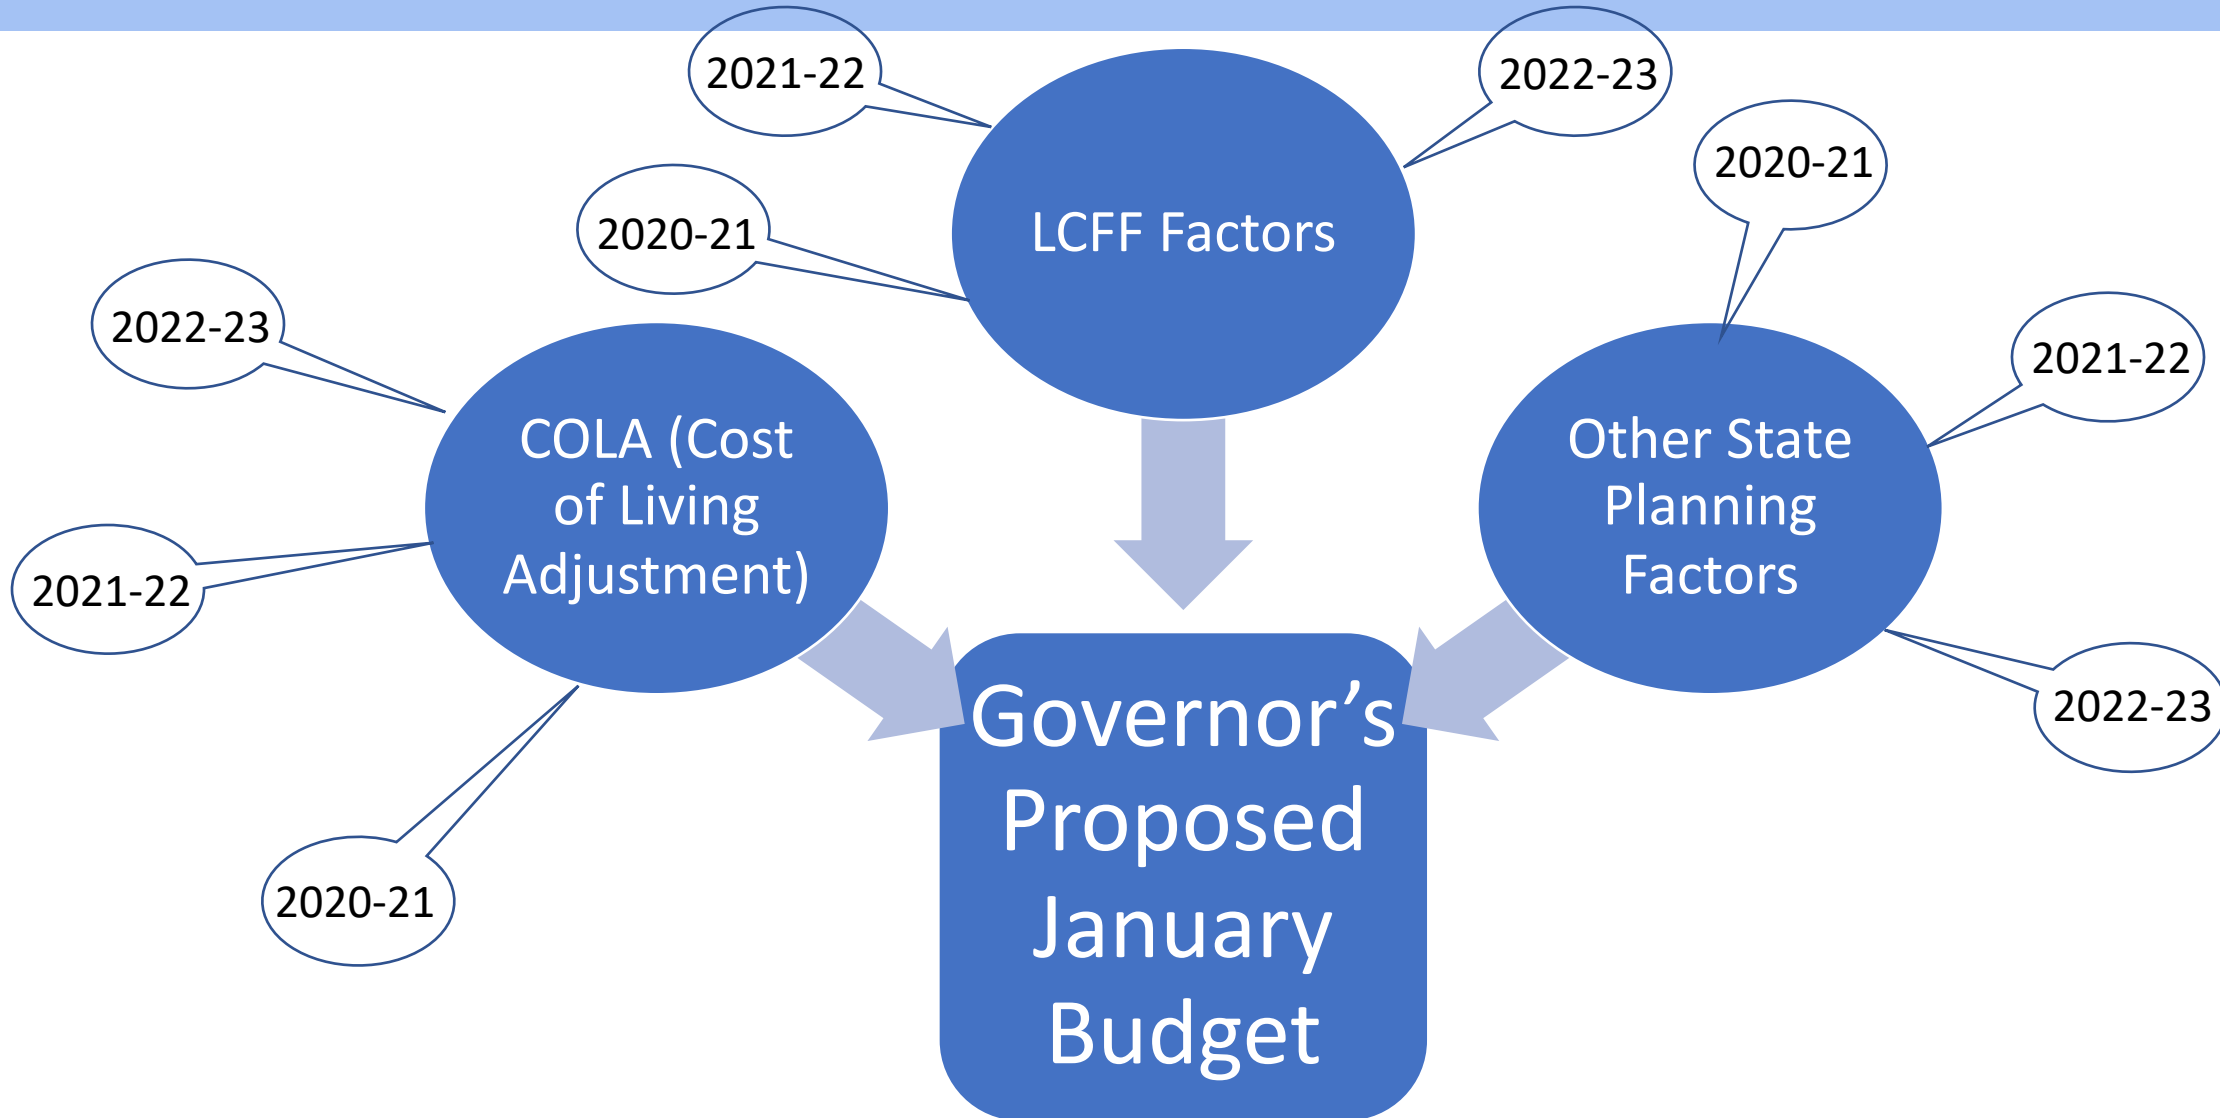 2021-22
2022-23
2020-21
2020-21
LCFF Factors
2022-23
2021-22
COLA (Cost
of Living
Adjustment)
Other State
Planning
Factors
2021-22
2022-23
2020-21
Governor’s
Proposed
January
Budget